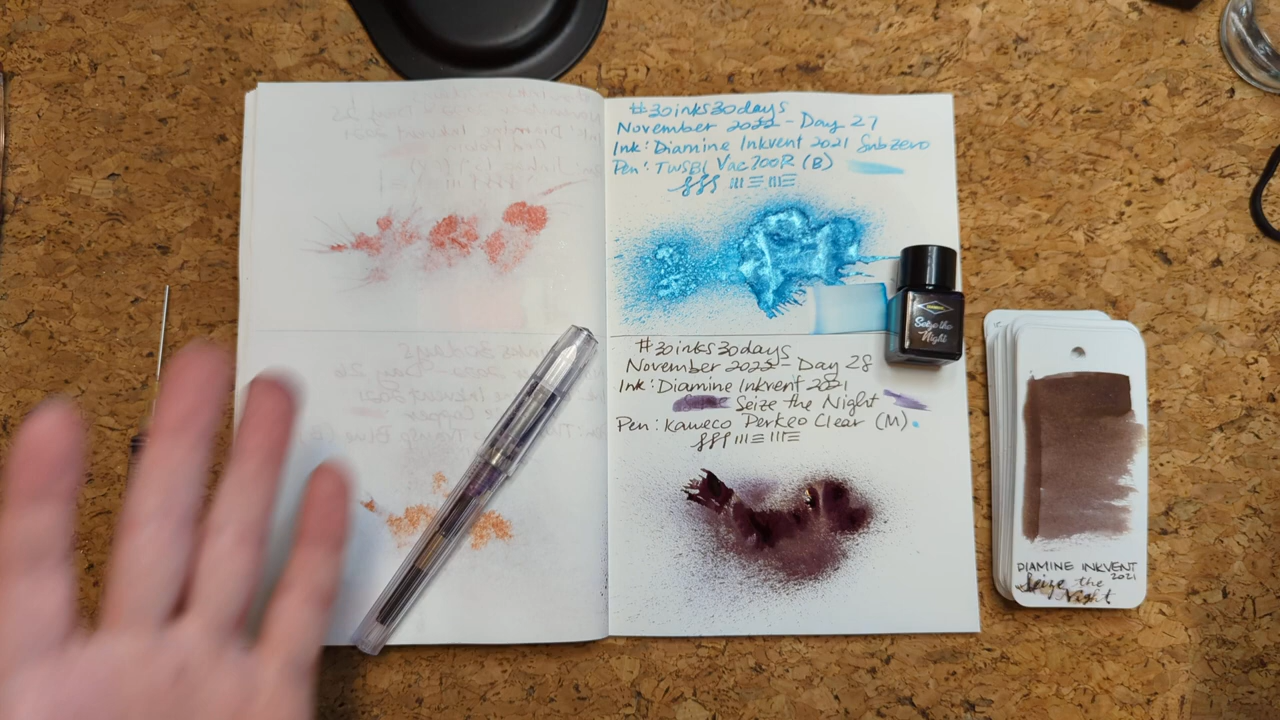 #30inks30days
November 2022 - Day 27
Ink: Diamine Inkvent 2021 Subzero
Pen: TWSBI Vac700R (B)
#30inks30days
November 2022 - Day 28
Ink: Diamine Inkvent 2021
Seize the Night
Pen: Kaweco Perkeo Clear (M)
Seize the
Night
DIAMINE INKVENT
2021
Seize the
Night